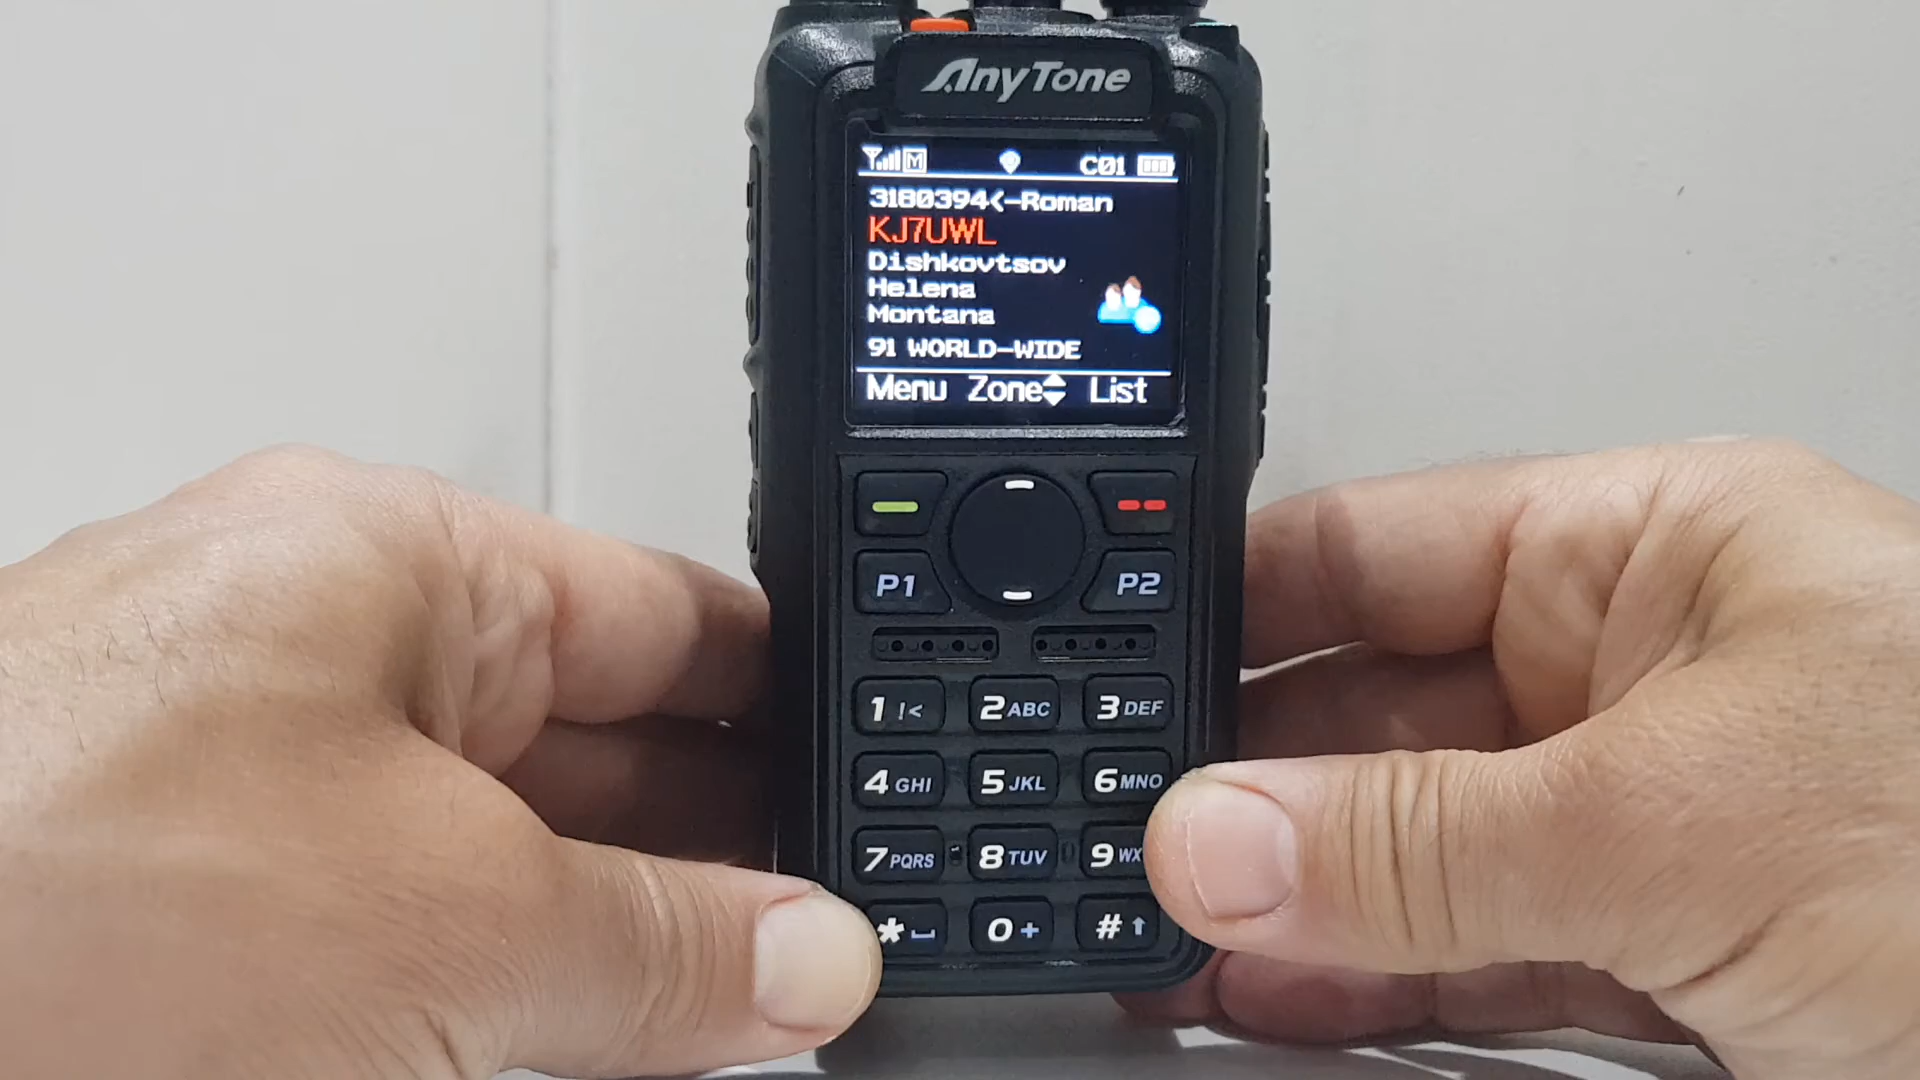 AnyTone
M C01
3180394<-Roman
KJ7UWL
Dishkovtsov
Helena
Montana
91 WORLD-WIDE
Menu Zone List
P1 P2
1 !< 2 ABC 3 DEF
4 GHI 5 JKL 6 MNO
7 PQRS 8 TUV 9 WX
* 0 + #